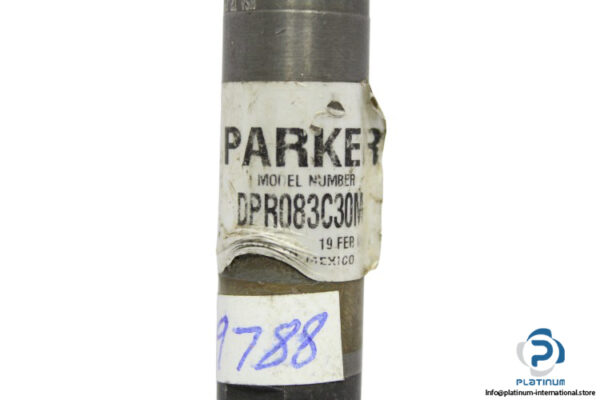 PARKER
MODEL NUMBER
DPR083C30M
19 FEB
MEXICO
9788
PLATINUM
Info@platinum-international.store